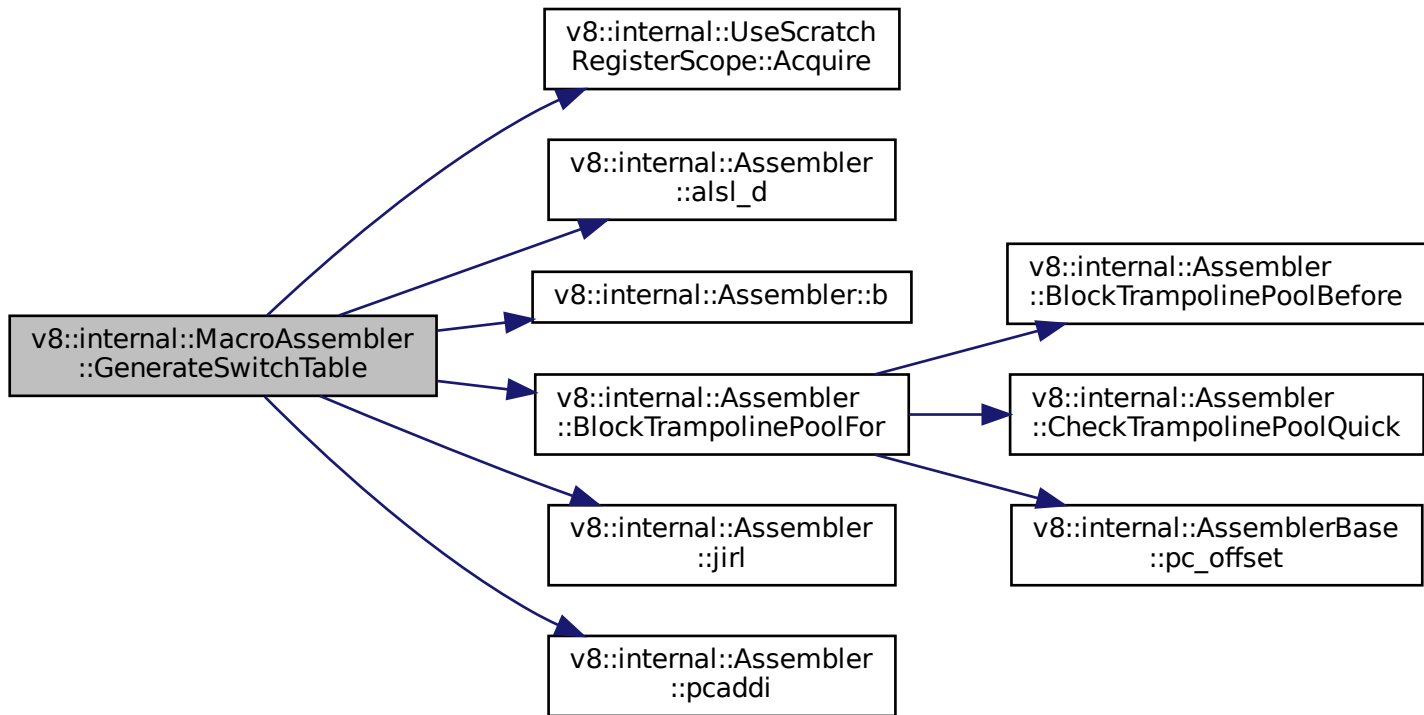 v8::internal::MacroAssembler
::GenerateSwitchTable
v8::internal::UseScratch
RegisterScope::Acquire
v8::internal::Assembler
::alsl_d
v8::internal::Assembler::b
v8::internal::Assembler
::BlockTrampolinePoolFor
v8::internal::Assembler
::jirl
v8::internal::Assembler
::pcaddi
v8::internal::Assembler
::BlockTrampolinePoolBefore
v8::internal::Assembler
::CheckTrampolinePoolQuick
v8::internal::AssemblerBase
::pc_offset